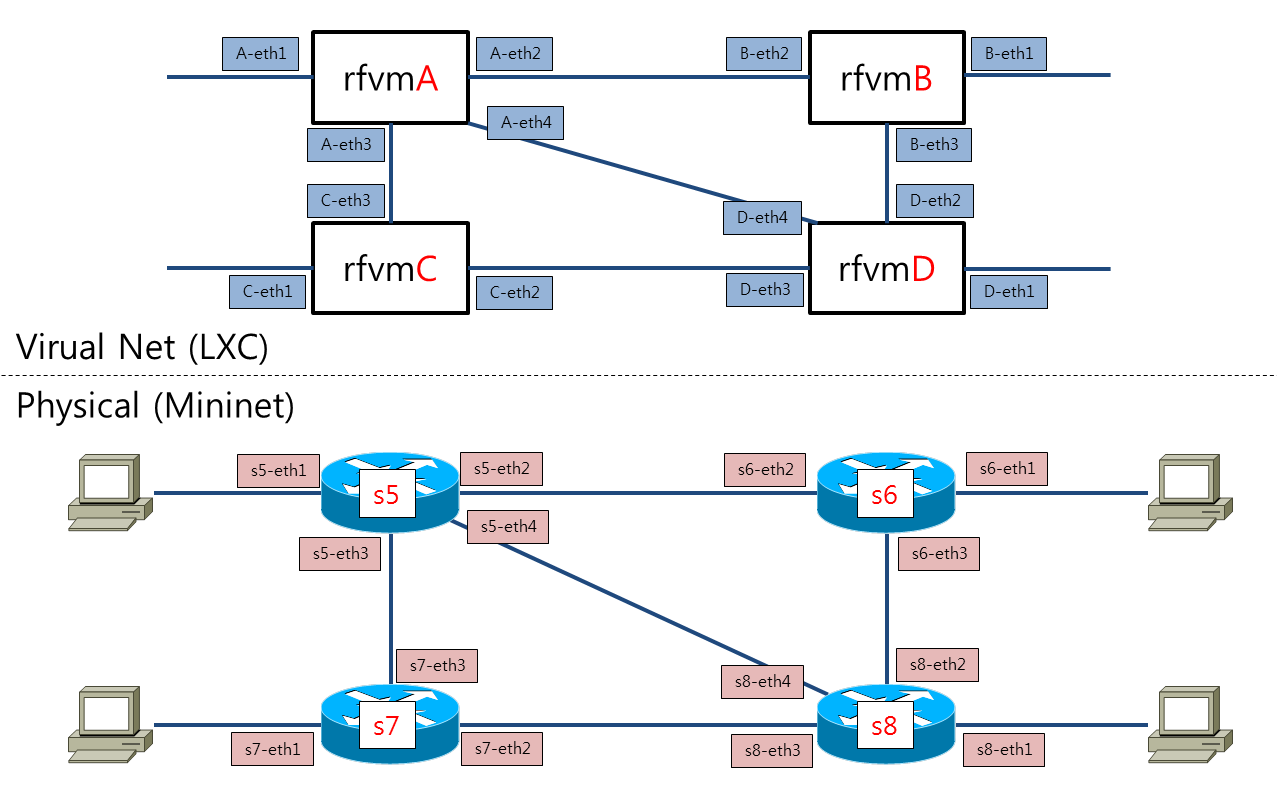 A-eth1
A-eth2
B-eth2
B-eth1
rfvmA
rfvmB
A-eth4
A-eth3
B-eth3
C-eth3
D-eth2
D-eth4
rfvmC
rfvmD
C-eth1
C-eth2
D-eth3
D-eth1
Virual Net (LXC)
Physical (Mininet)
s5-eth1
s5-eth2
s6-eth2
s6-eth1
s5
s6
s5-eth4
s5-eth3
s6-eth3
s7-eth3
s8-eth2
s8-eth4
s7
s8
s7-eth1
s7-eth2
s8-eth3
s8-eth1